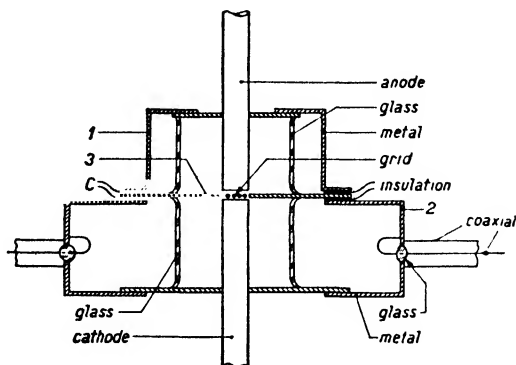 anode
glass
1
metal
3
grid
C
insulation
2
coaxial
glass
glass
cathode
metal